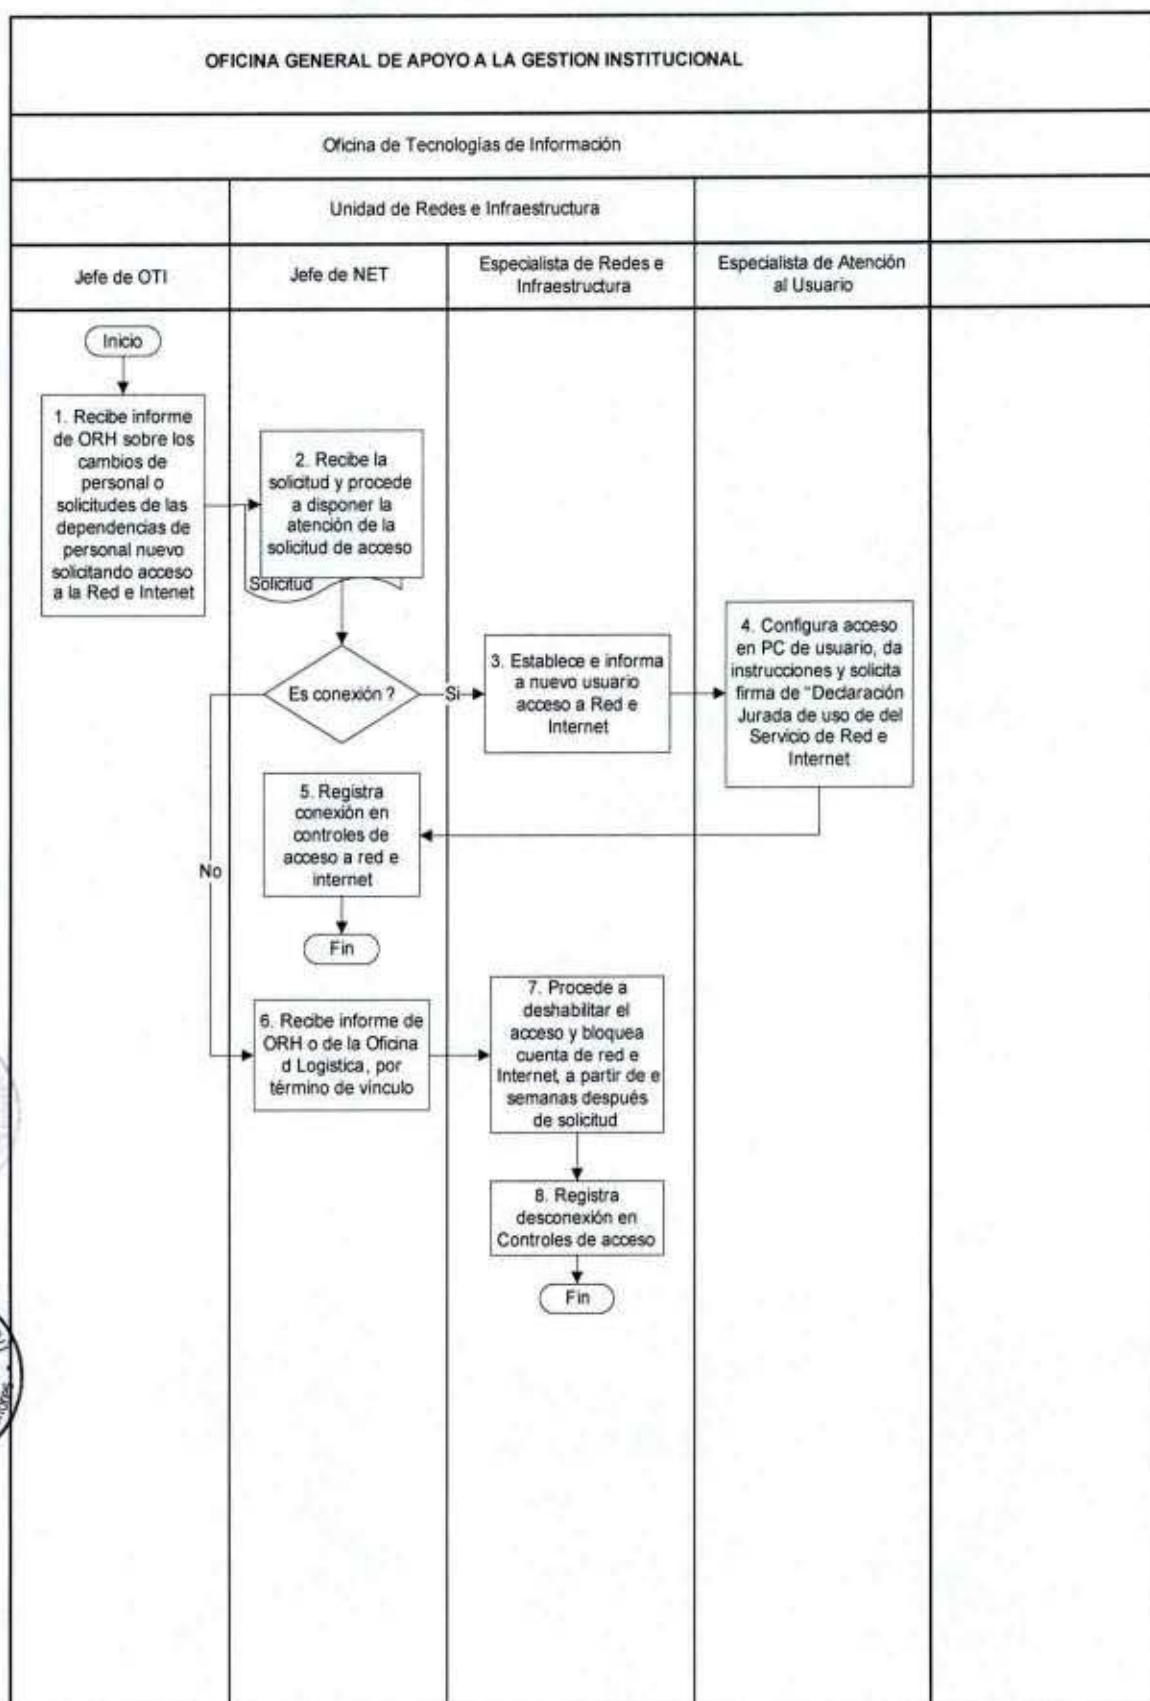 OFICINA GENERAL DE APOYO A LA GESTION INSTITUCIONAL
Oficina de Tecnologías de Información
Unidad de Redes e Infraestructura
Jefe de OTI
Jefe de NET
Especialista de Redes e
Infraestructura
Especialista de Atención
al Usuario
Inicio
1. Recibe informe
de ORH sobre los
cambios de
personal o
solicitudes de las
dependencias de
personal nuevo
solicitando acceso
a la Red e Intenet
2. Recibe la
solicitud y procede
a disponer la
atención de la
solicitud de acceso
Solicitud
Es conexión ?
Si
3. Establece e informa
a nuevo usuario
acceso a Red e
Internet
4. Configura acceso
en PC de usuario, da
instrucciones y solicita
firma de "Declaración
Jurada de uso de del
Servicio de Red e
Internet
5. Registra
conexión en
controles de
acceso a red e
internet
No
Fin
6. Recibe informe de
ORH o de la Oficina
d Logistica, por
término de vínculo
7. Procede a
deshabilitar el
acceso y bloquea
cuenta de red e
Internet, a partir de e
semanas después
de solicitud
8. Registra
desconexión en
Controles de acceso
Fin